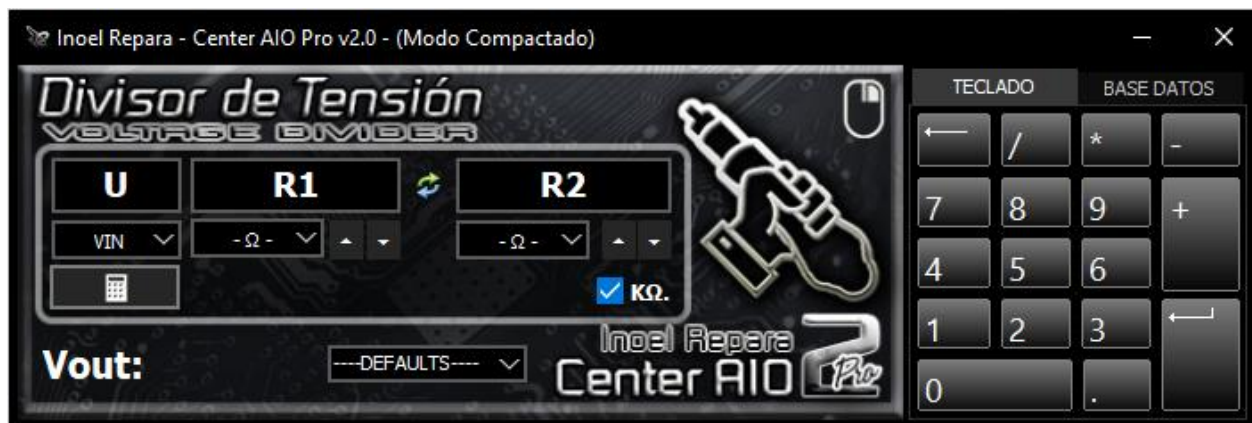 Inoel Repara - Center AIO Pro v2.0 - (Modo Compactado)
Divisor de Tensión
VOLTAGE DIVIDER
U R1 R2
VIN - Ω - - Ω -
KΩ.
Vout: ----DEFAULTS----
Inoel Repara
Center AIO 2 Pro
TECLADO BASE DATOS
/ * -
7 8 9 +
4 5 6
1 2 3
0 .